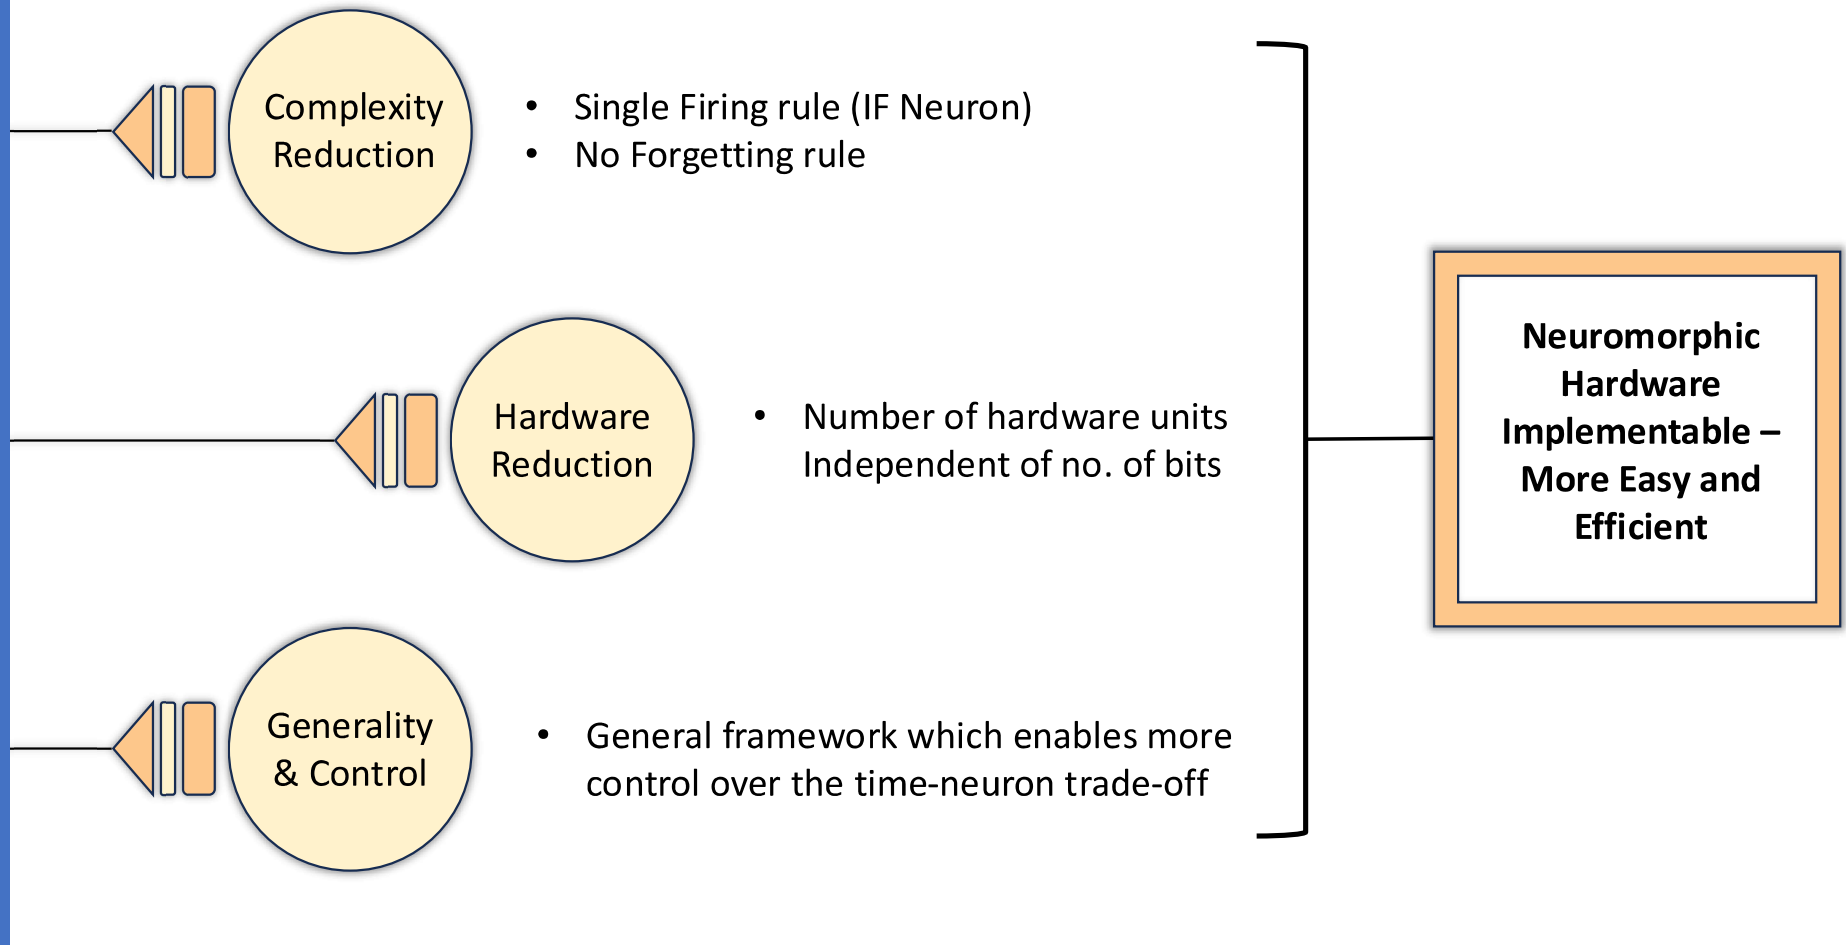 Complexity
Reduction
• Single Firing rule (IF Neuron)
• No Forgetting rule
Hardware
Reduction
• Number of hardware units
Independent of no. of bits
Generality
& Control
• General framework which enables more
control over the time-neuron trade-off
Neuromorphic
Hardware
Implementable –
More Easy and
Efficient